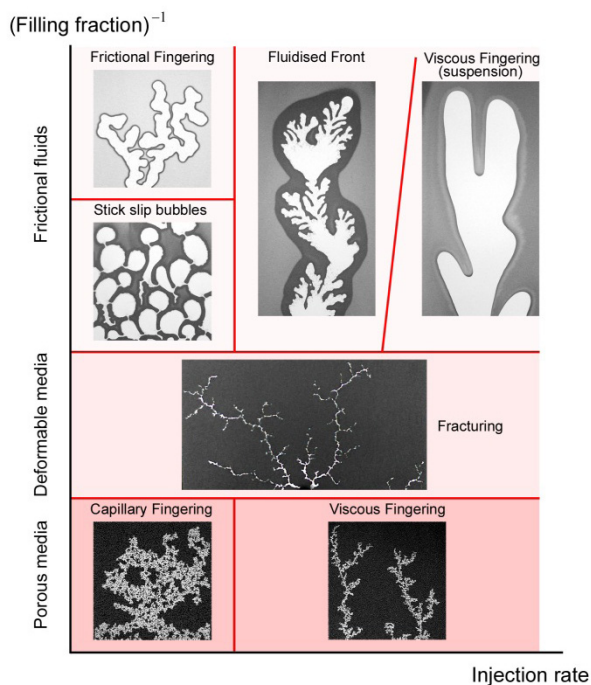 (Filling fraction)⁻¹
Frictional Fingering
Fluidised Front
Viscous Fingering
(suspension)
Frictional fluids
Stick slip bubbles
Deformable media
Fracturing
Capillary Fingering
Viscous Fingering
Porous media
Injection rate